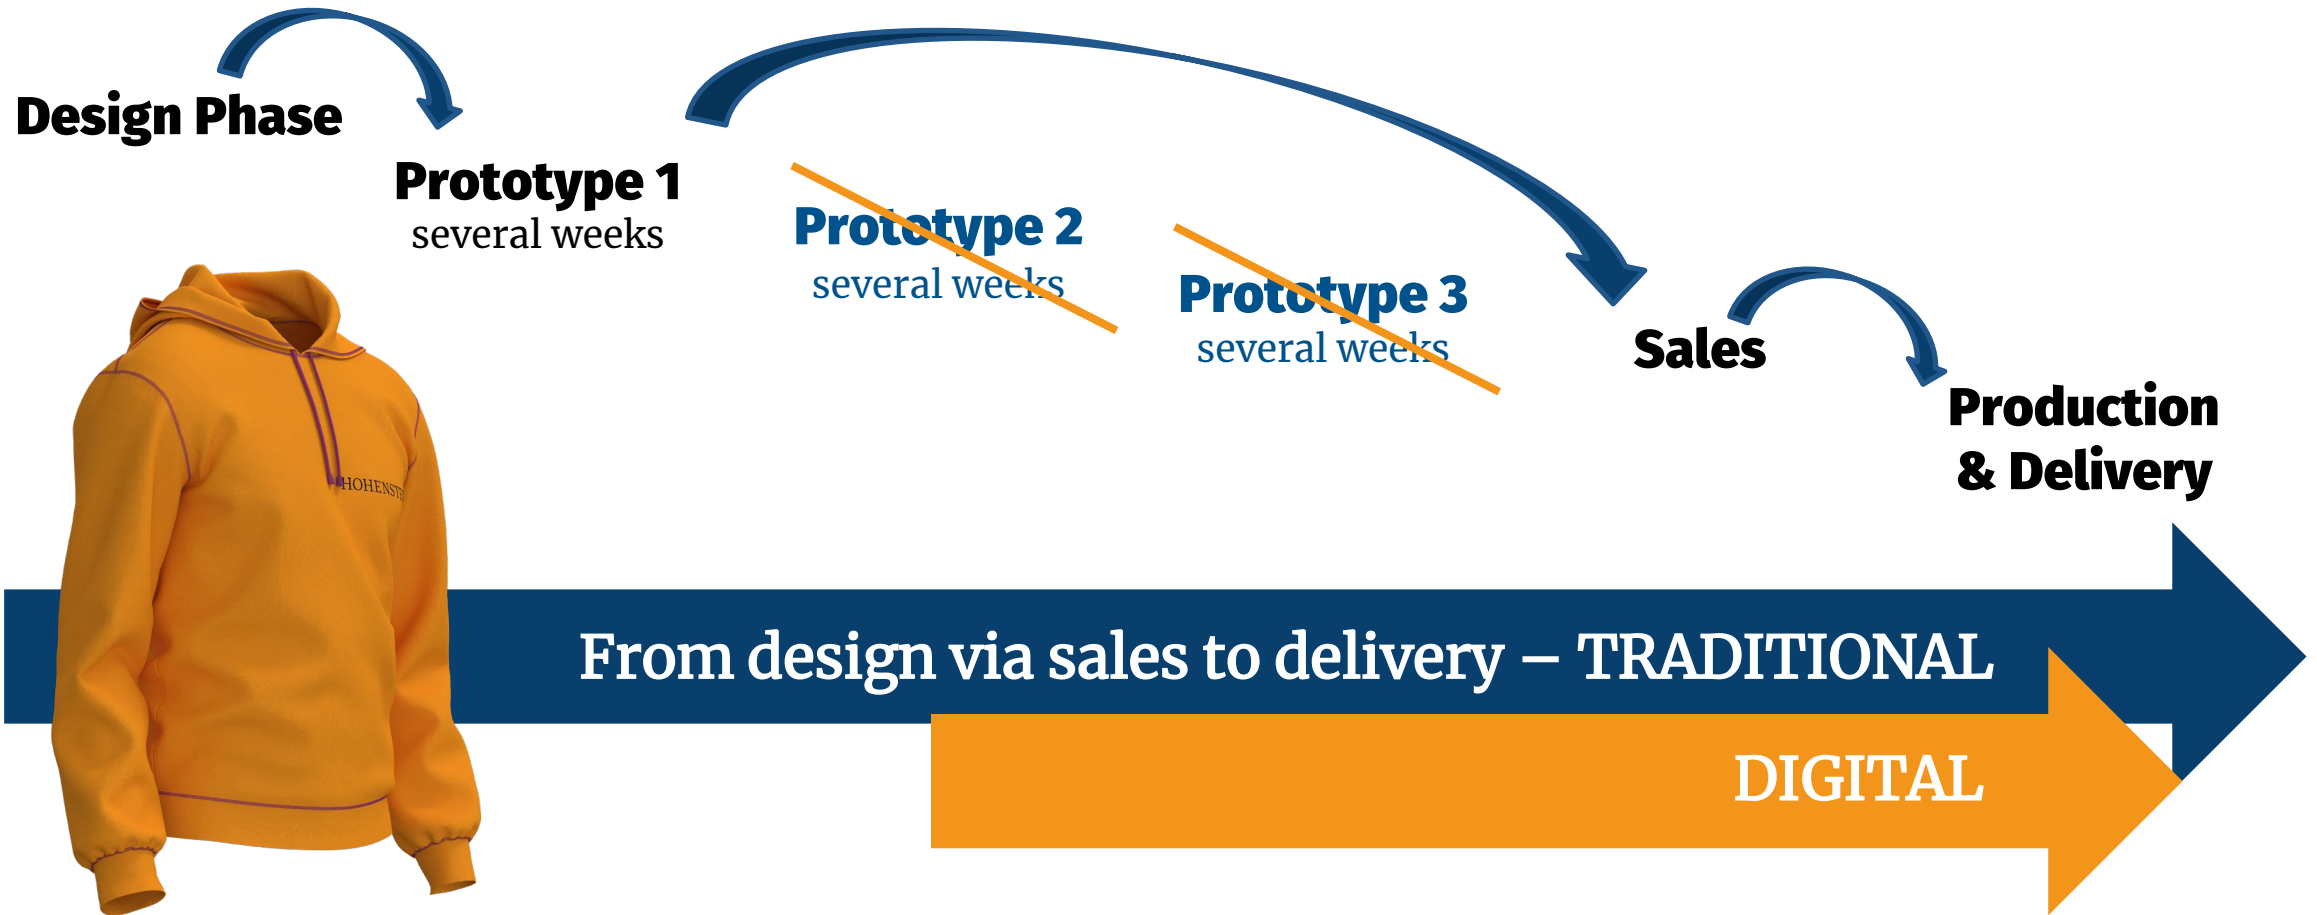 Design Phase
Prototype 1
several weeks
Prototype 2
several weeks
Prototype 3
several weeks
Sales
Production
& Delivery
HOHENSTE
From design via sales to delivery – TRADITIONAL
DIGITAL